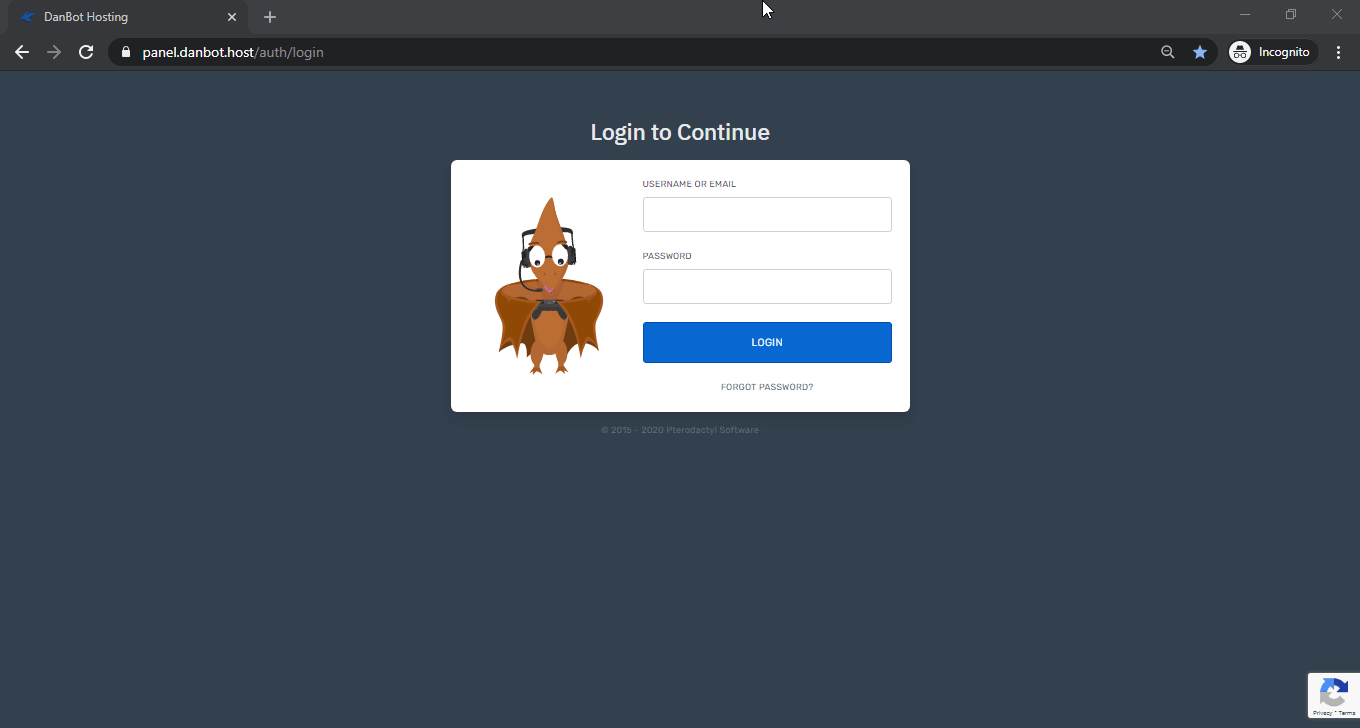 DanBot Hosting
panel.danbot.host/auth/login
Incognito
Login to Continue
USERNAME OR EMAIL
PASSWORD
LOGIN
FORGOT PASSWORD?
© 2015 - 2020 Pterodactyl Software
Privacy - Terms